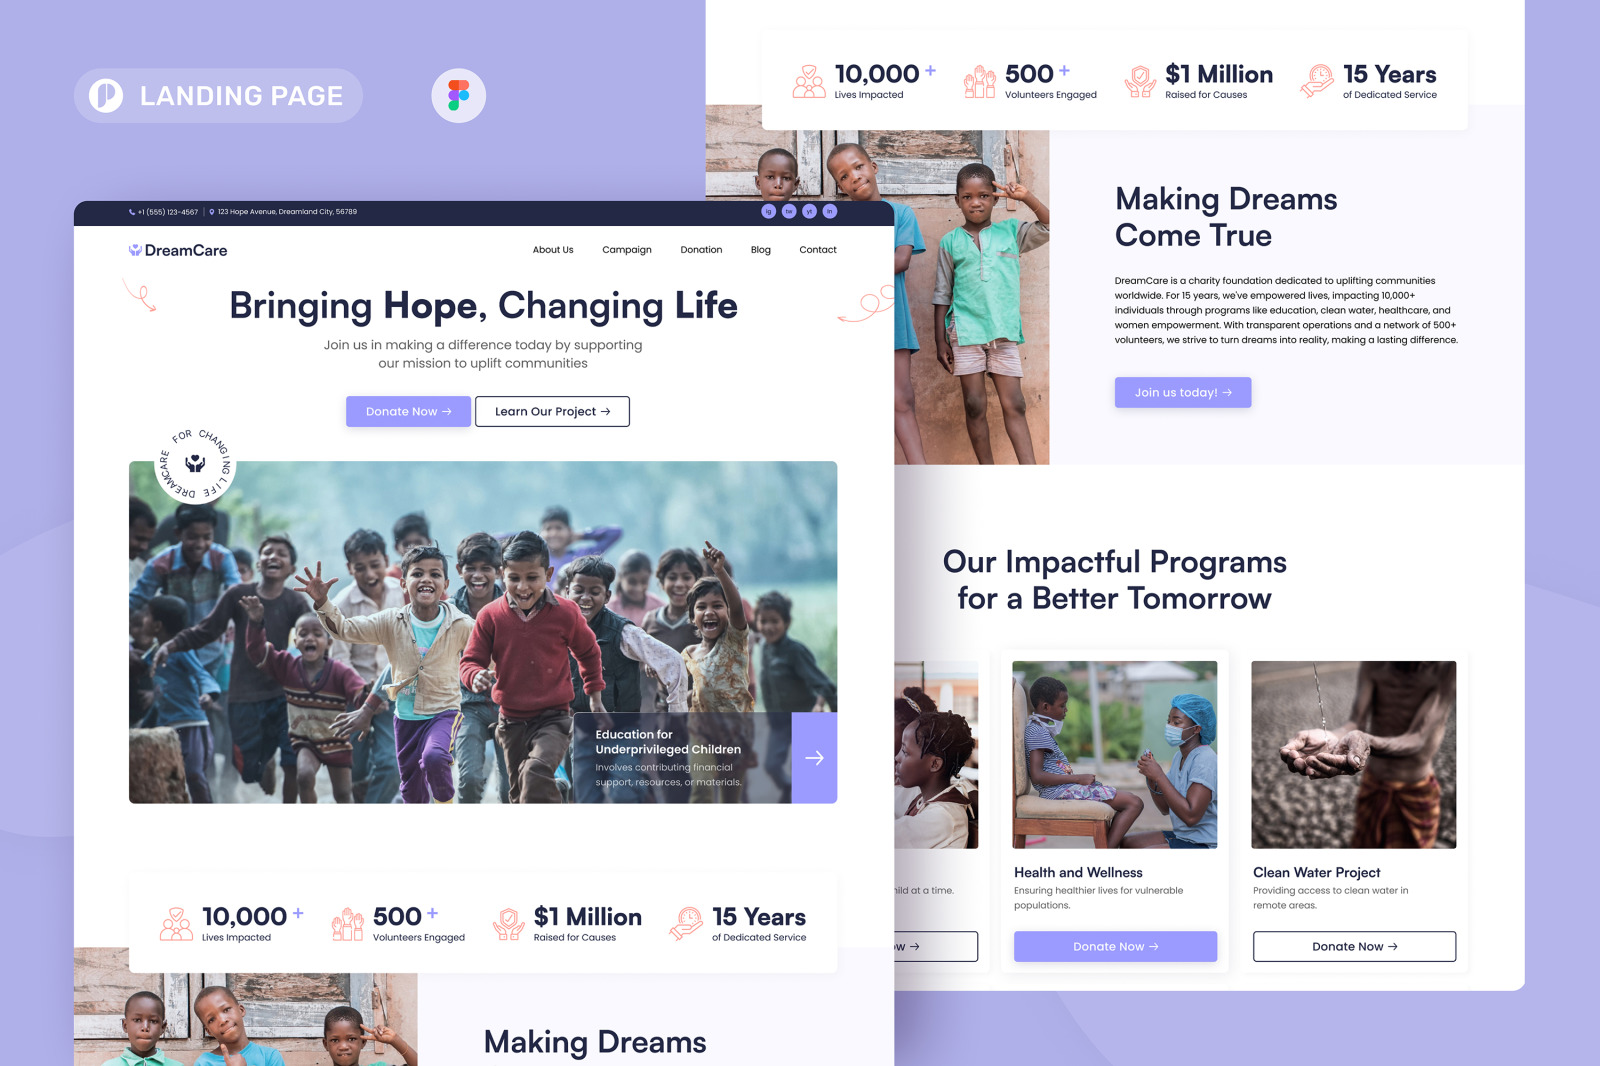 LANDING PAGE
+1 (555) 123-4567
123 Hope Avenue, Dreamland City, 56789
ig
tw
yt
in
DreamCare
About Us
Campaign
Donation
Blog
Contact
Bringing Hope, Changing Life
Join us in making a difference today by supporting
our mission to uplift communities
Donate Now →
Learn Our Project →
DREAMCARE FOR CHANGING LIFE
Education for
Underprivileged Children
Involves contributing financial
support, resources, or materials.
→
10,000 +
Lives Impacted
500 +
Volunteers Engaged
$1 Million
Raised for Causes
15 Years
of Dedicated Service
Making Dreams
10,000 +
Lives Impacted
500 +
Volunteers Engaged
$1 Million
Raised for Causes
15 Years
of Dedicated Service
Making Dreams
Come True
DreamCare is a charity foundation dedicated to uplifting communities
worldwide. For 15 years, we've empowered lives, impacting 10,000+
individuals through programs like education, clean water, healthcare, and
women empowerment. With transparent operations and a network of 500+
volunteers, we strive to turn dreams into reality, making a lasting difference.
Join us today! →
Our Impactful Programs
for a Better Tomorrow
at a time.
→
Health and Wellness
Ensuring healthier lives for vulnerable
populations.
Donate Now →
Clean Water Project
Providing access to clean water in
remote areas.
Donate Now →